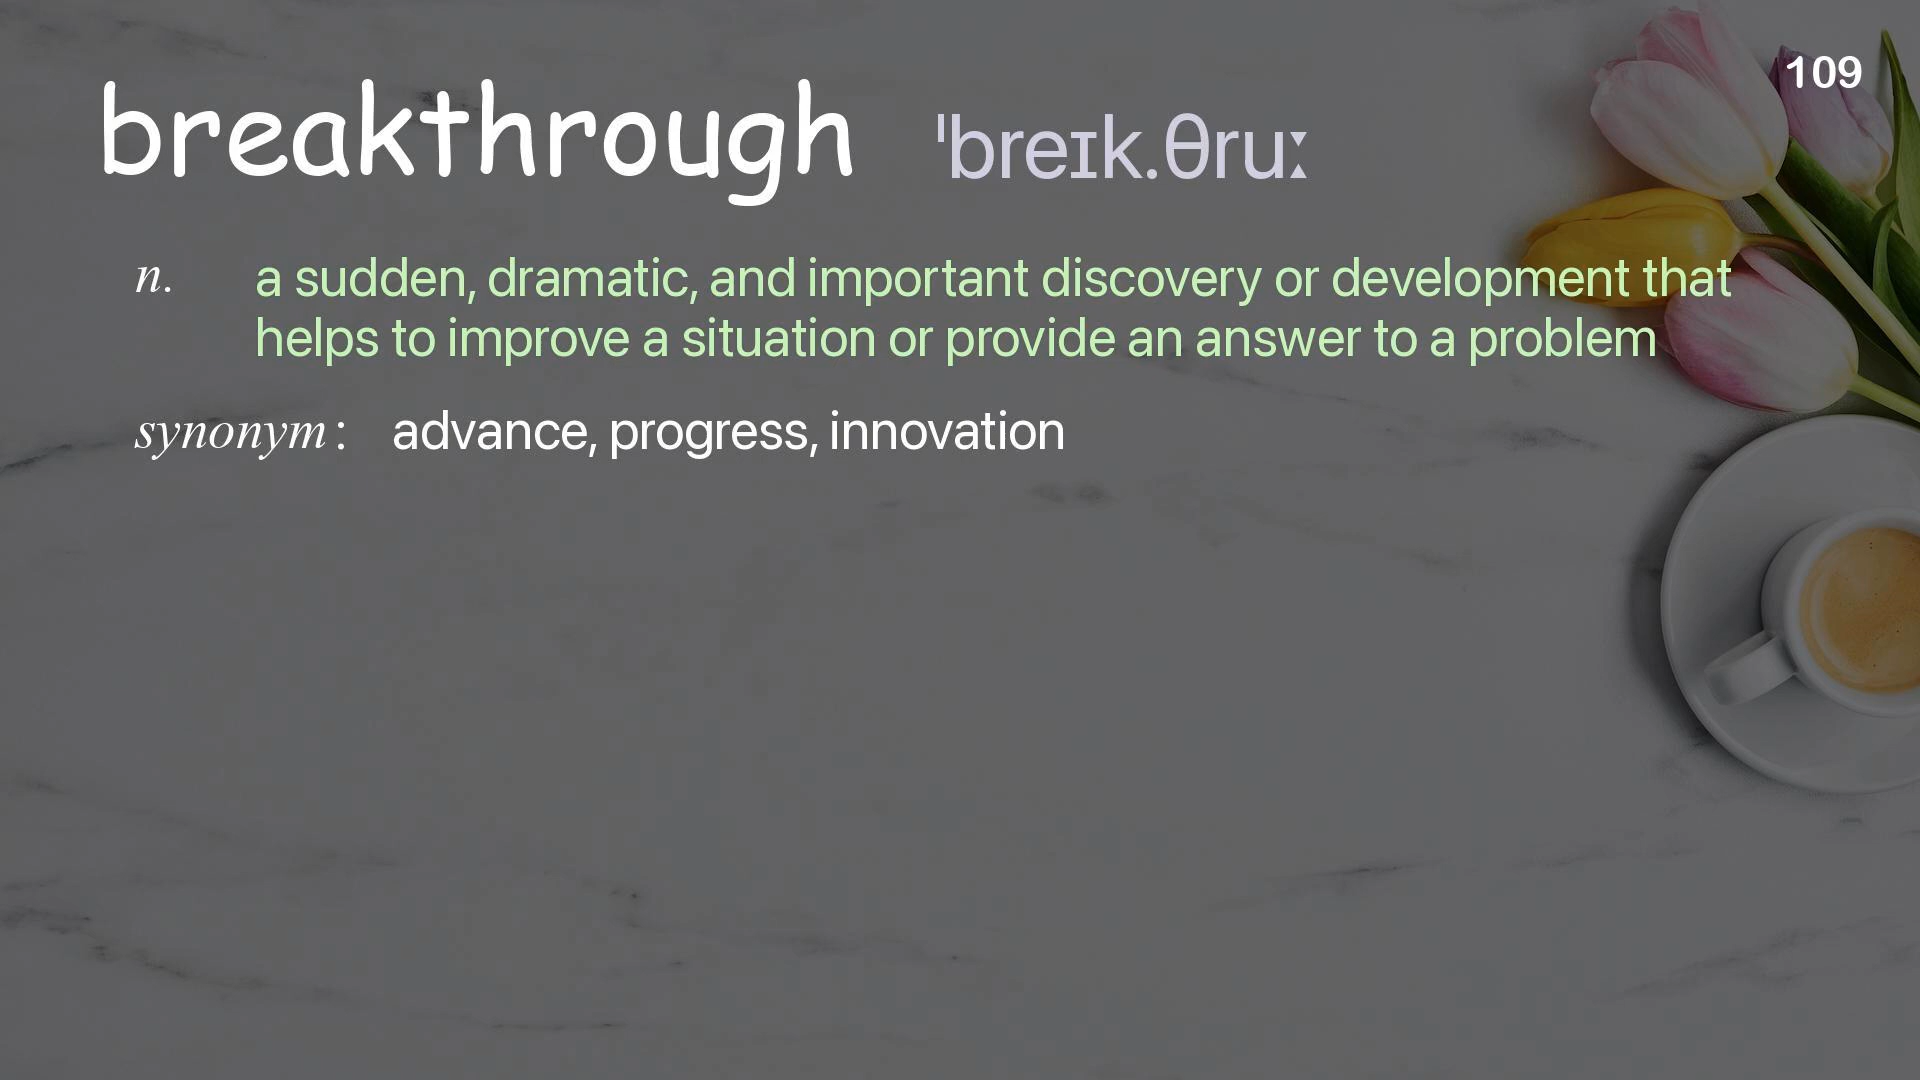 109
breakthrough ˈbreɪk.θruː
n. a sudden, dramatic, and important discovery or development that
helps to improve a situation or provide an answer to a problem
synonym: advance, progress, innovation